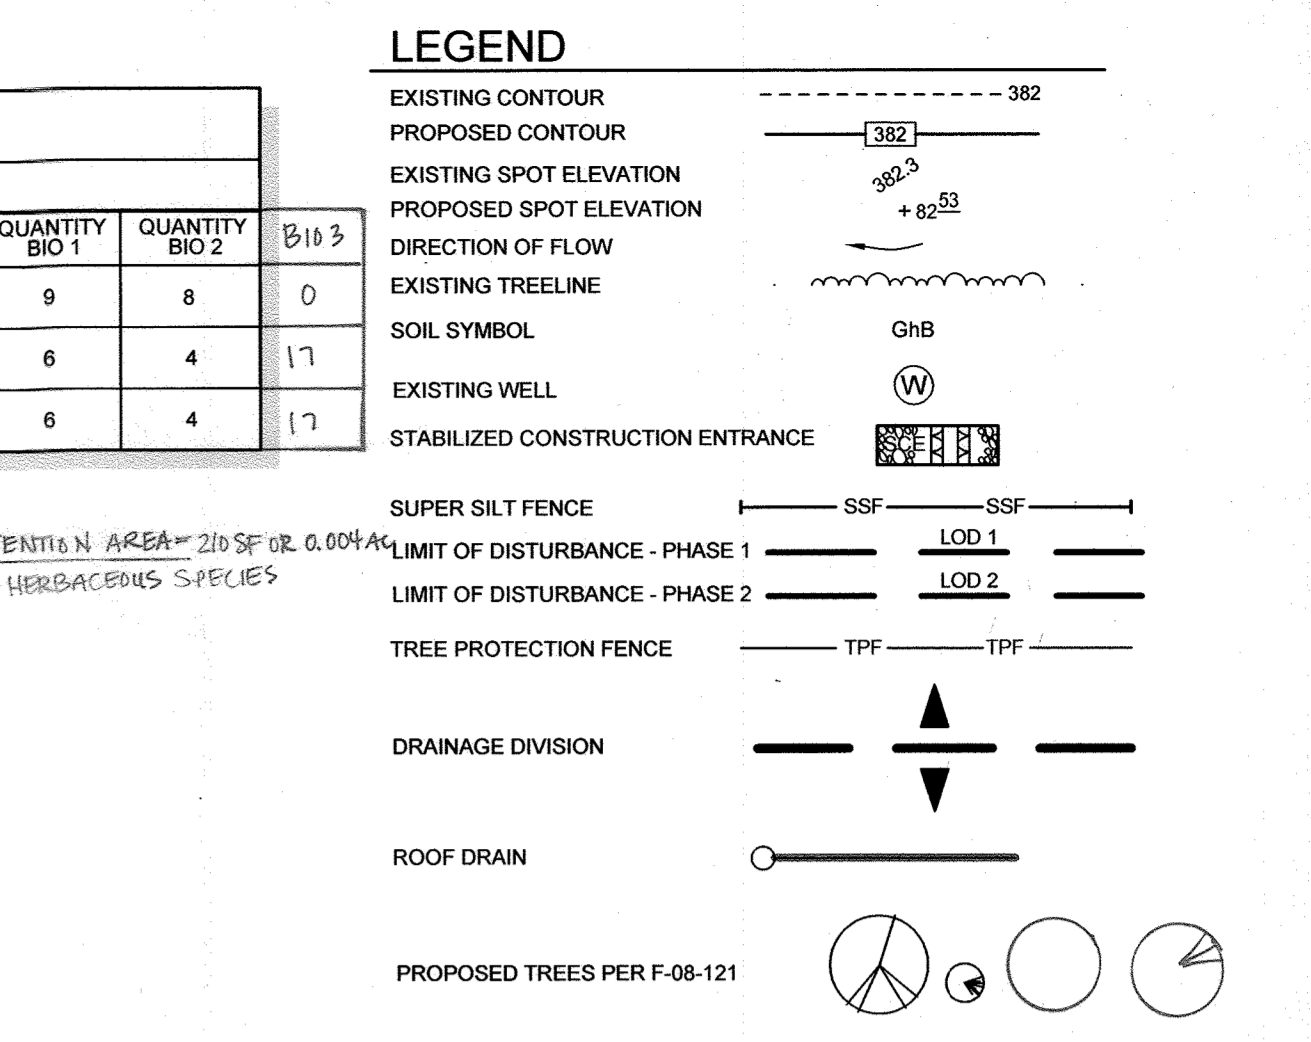 LEGEND
EXISTING CONTOUR 382
PROPOSED CONTOUR 382
EXISTING SPOT ELEVATION 382.3
PROPOSED SPOT ELEVATION +82 53
DIRECTION OF FLOW
EXISTING TREELINE
SOIL SYMBOL GhB
EXISTING WELL W
STABILIZED CONSTRUCTION ENTRANCE SCE
SUPER SILT FENCE SSF SSF
LIMIT OF DISTURBANCE - PHASE 1 LOD 1
LIMIT OF DISTURBANCE - PHASE 2 LOD 2
TREE PROTECTION FENCE TPF TPF
DRAINAGE DIVISION
ROOF DRAIN
PROPOSED TREES PER F-08-121
QUANTITY BIO 1 QUANTITY BIO 2 BIO 3
9 8 0
6 4 17
6 4 17
ENTION AREA= 210 SF OR 0.004 AC
HERBACEOUS SPECIES